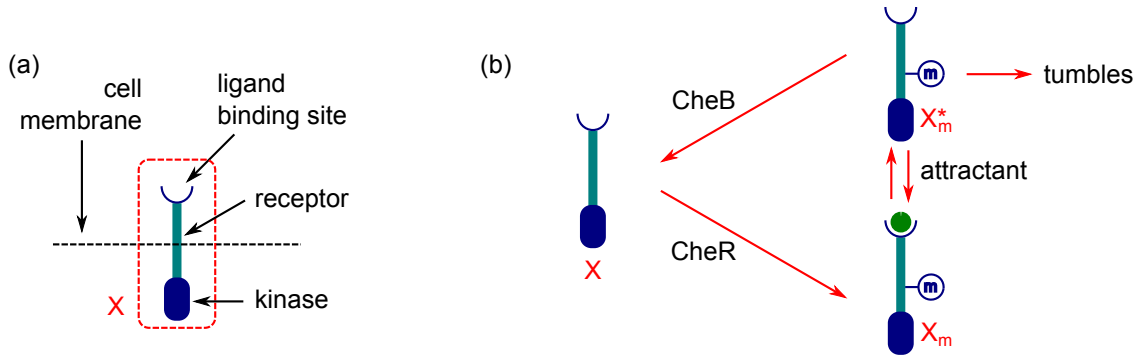 (a)
cell
membrane
ligand
binding site
receptor
X
kinase
(b)
CheB
m
tumbles
X*m
attractant
X
CheR
m
Xm